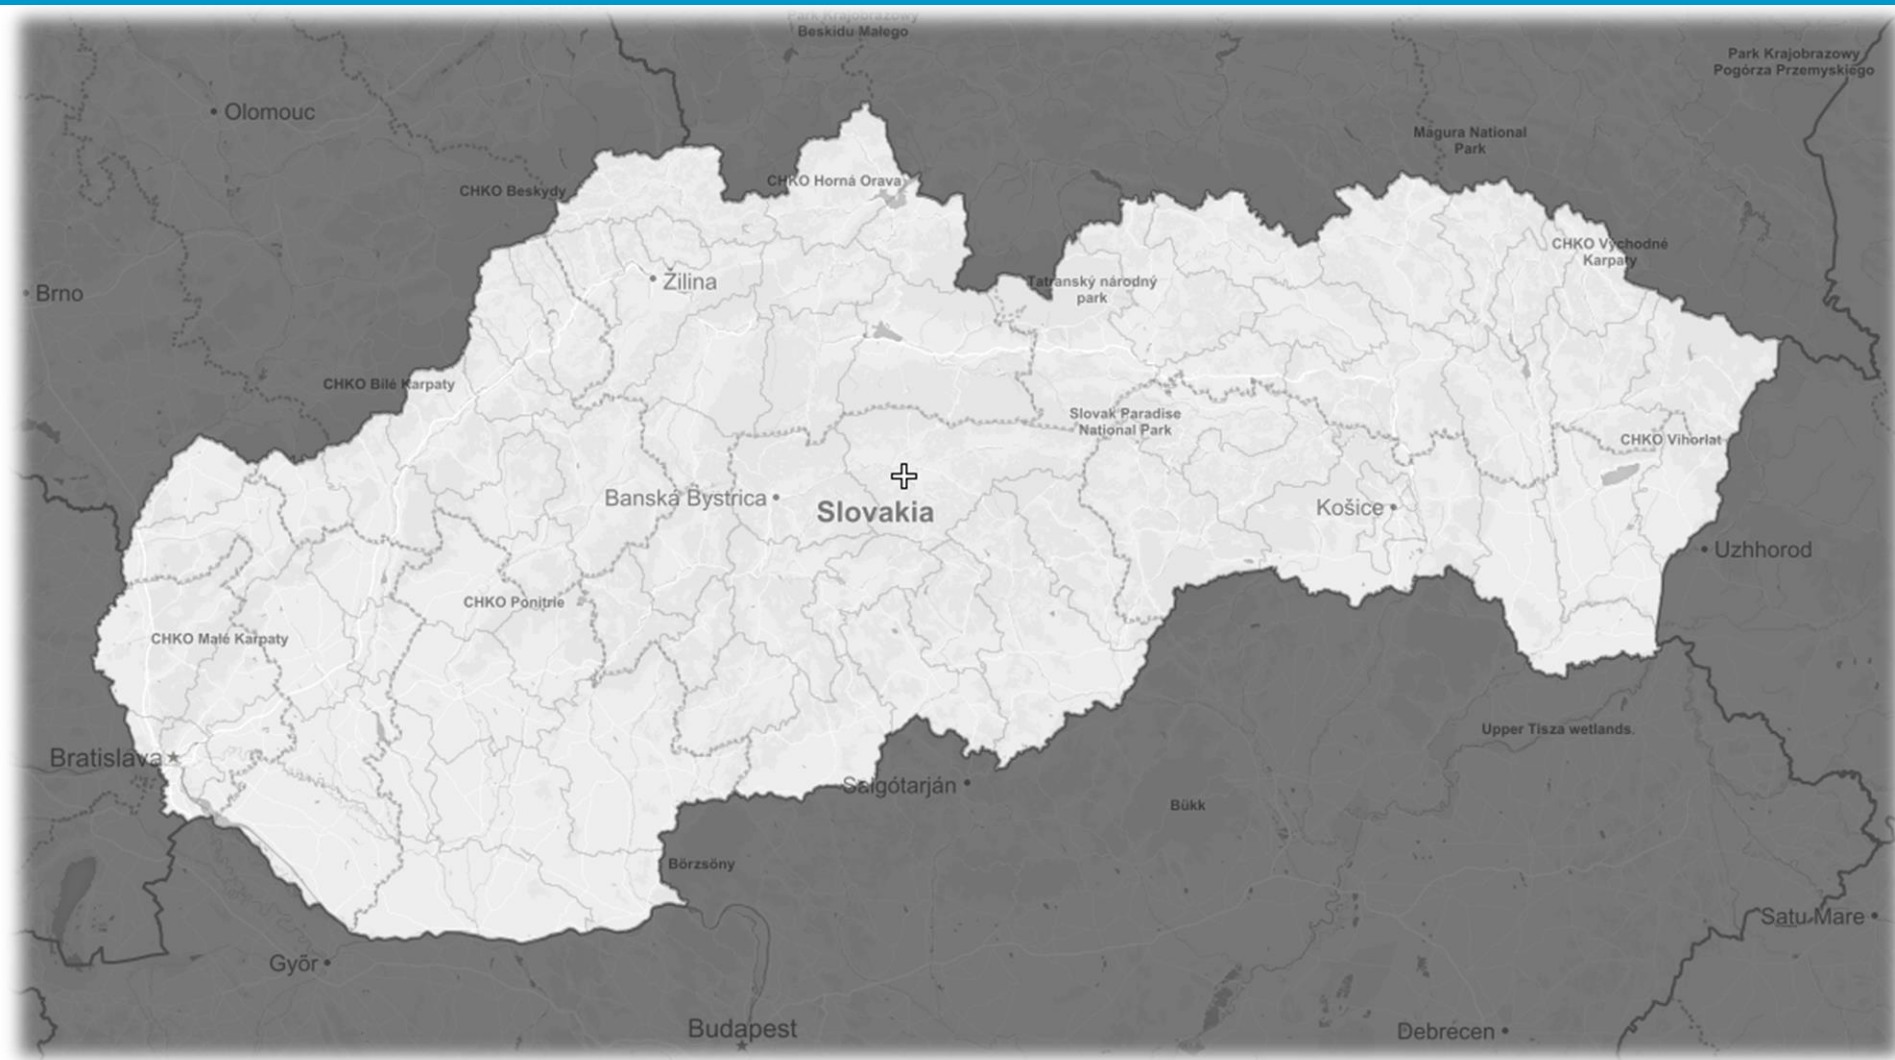 Park Krajobrazowy
Beskidu Małego
Park Krajobrazowy
Pogórza Przemyskiego
Olomouc
Magura National
Park
CHKO Beskydy
CHKO Horná Orava
CHKO Východné
Karpaty
Žilina
Tatranský národný
park
Brno
CHKO Bílé Karpaty
Slovak Paradise
National Park
CHKO Vihorlat
Banská Bystrica
Slovakia
Košice
Uzhhorod
CHKO Ponitrie
CHKO Malé Karpaty
Upper Tisza wetlands.
Bratislava
Salgótarján
Bükk
Börzsöny
Satu Mare
Győr
Budapest
Debrecen